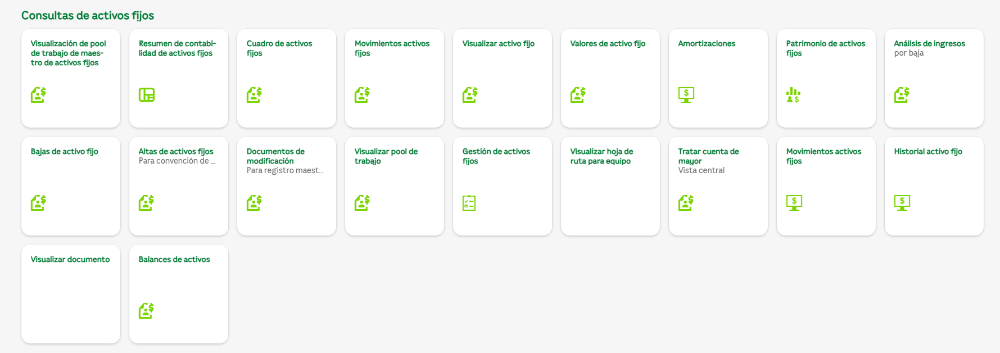 Consultas de activos fijos
Visualización de pool
de trabajo de maes-
tro de activos fijos
Resumen de contabi-
lidad de activos fijos
Cuadro de activos
fijos
Movimientos activos
fijos
Visualizar activo fijo
Valores de activo fijo
Amortizaciones
Patrimonio de activos
fijos
Análisis de ingresos
por baja
Bajas de activo fijo
Altas de activos fijos
Para convención de ...
Documentos de
modificación
Para registro maest...
Visualizar pool de
trabajo
Gestión de activos
fijos
Visualizar hoja de
ruta para equipo
Tratar cuenta de
mayor
Vista central
Movimientos activos
fijos
Historial activo fijo
Visualizar documento
Balances de activos